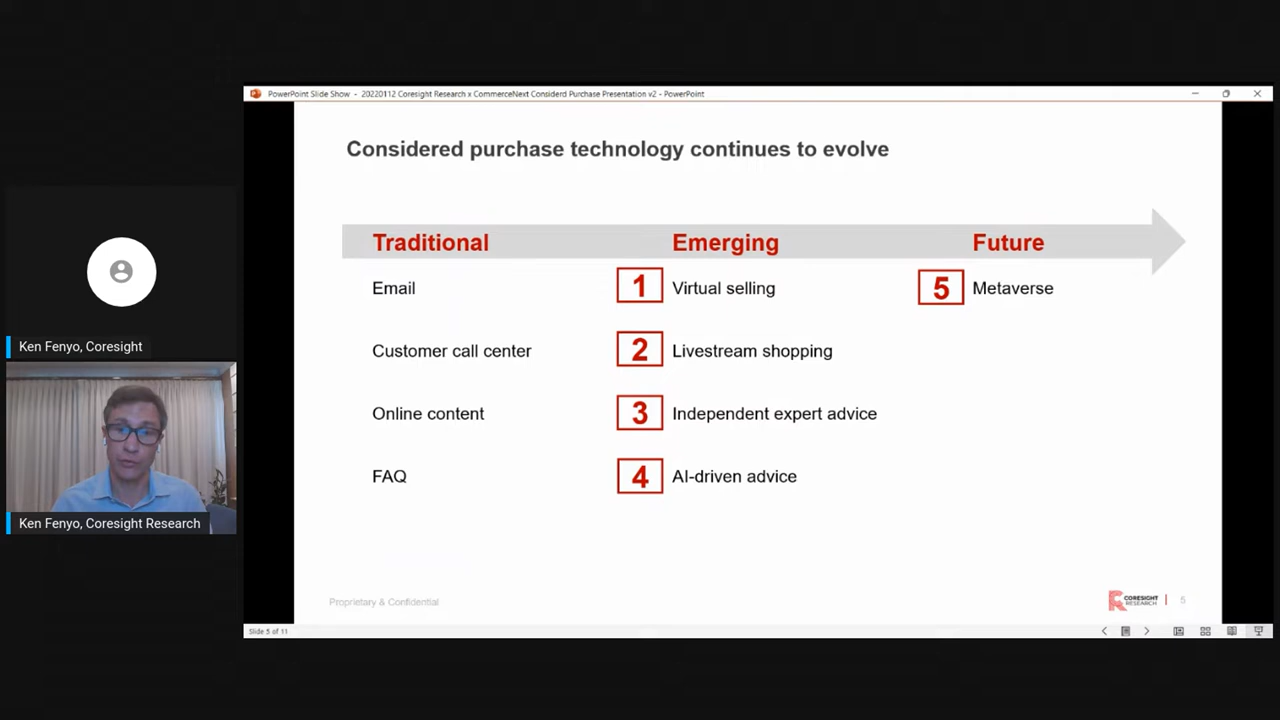 PowerPoint Slide Show - 20220112 Coresight Research x CommerceNext Considerd Purchase Presentation v2 - PowerPoint
Considered purchase technology continues to evolve
Traditional Emerging Future
Email 1 Virtual selling 5 Metaverse
Customer call center 2 Livestream shopping
Online content 3 Independent expert advice
FAQ 4 AI-driven advice
Ken Fenyo, Coresight
Ken Fenyo, Coresight Research
Proprietary & Confidential
CORESIGHT
RESEARCH
5
Slide 5 of 11